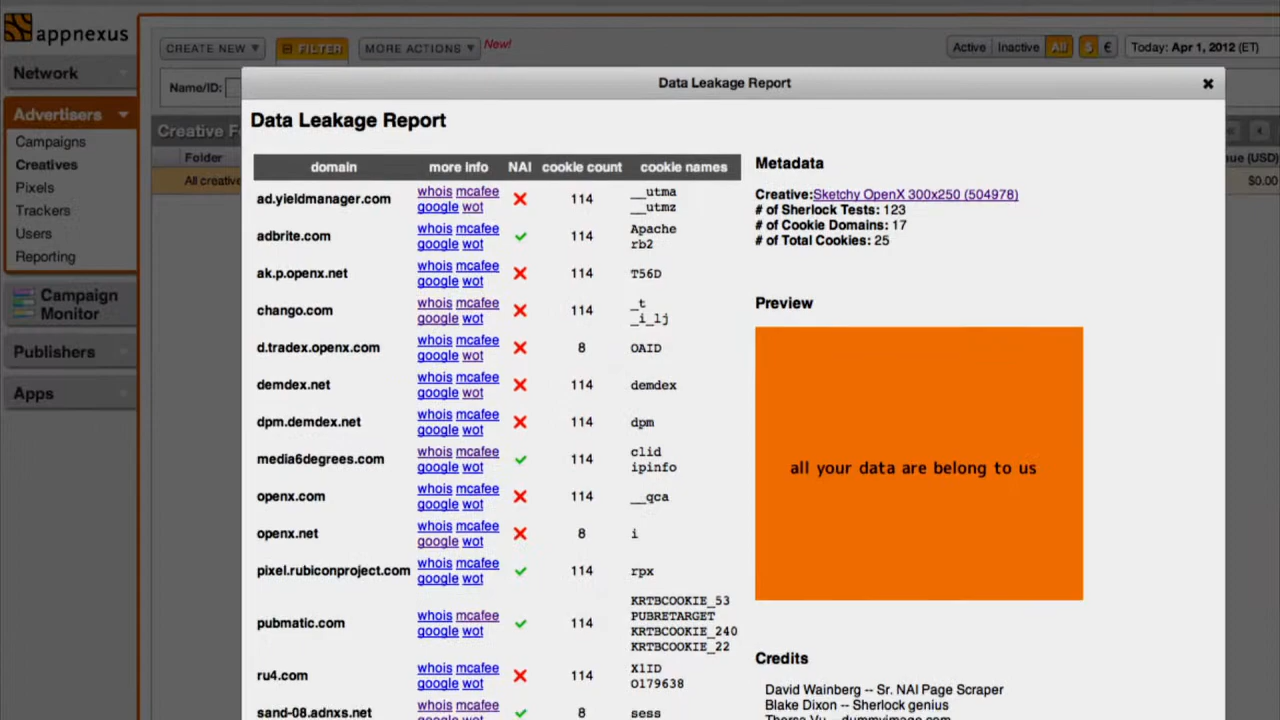 appnexus
CREATE NEW
FILTER
MORE ACTIONS
New!
Active Inactive All $ € Today: Apr 1, 2012 (ET)
Network
Name/ID:
Data Leakage Report
Advertisers
Campaigns
Creatives
Pixels
Trackers
Users
Reporting
Campaign
Monitor
Publishers
Apps
Creative
Folder
(USD)
All creative
$0.00
Data Leakage Report
domain more info NAI cookie count cookie names
ad.yieldmanager.com whois mcafee google wot 114 __utma __utmz
adbrite.com whois mcafee google wot 114 Apache rb2
ak.p.openx.net whois mcafee google wot 114 T56D
chango.com whois mcafee google wot 114 _t _i_lj
d.tradex.openx.com whois mcafee google wot 8 OAID
demdex.net whois mcafee google wot 114 demdex
dpm.demdex.net whois mcafee google wot 114 dpm
media6degrees.com whois mcafee google wot 114 clid ipinfo
openx.com whois mcafee google wot 114 __qca
openx.net whois mcafee google wot 8 i
pixel.rubiconproject.com whois mcafee google wot 114 rpx
pubmatic.com whois mcafee google wot 114 KRTBCOOKIE_53 PUBRETARGET KRTBCOOKIE_240 KRTBCOOKIE_22
ru4.com whois mcafee google wot 114 X1ID O179638
sand-08.adnxs.net whois mcafee google wot 8 sess
Metadata
Creative:Sketchy OpenX 300x250 (504978)
# of Sherlock Tests: 123
# of Cookie Domains: 17
# of Total Cookies: 25
Preview
all your data are belong to us
Credits
David Wainberg -- Sr. NAI Page Scraper
Blake Dixon -- Sherlock genius